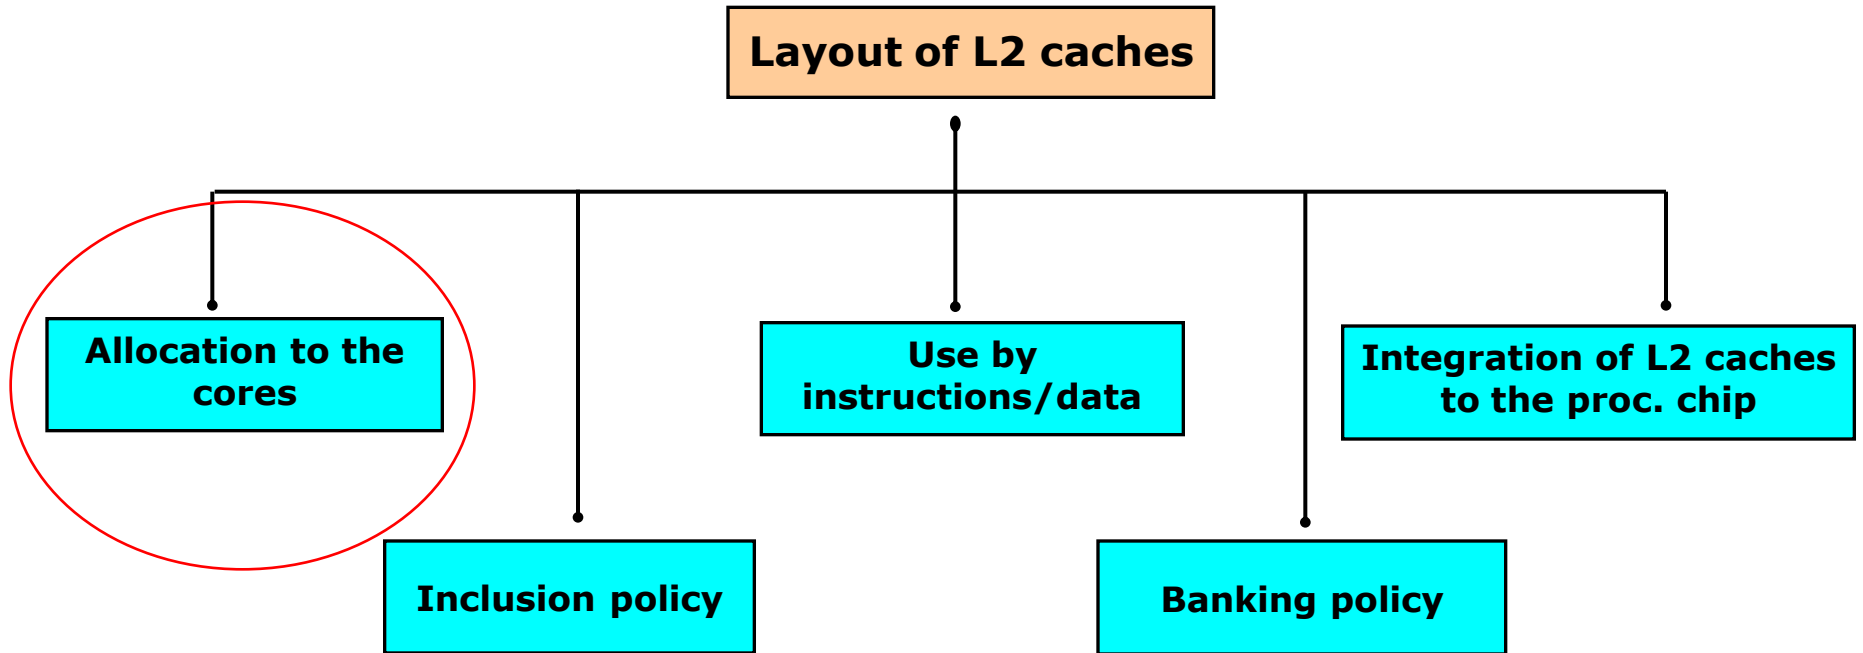 Layout of L2 caches
Allocation to the
cores
Inclusion policy
Use by
instructions/data
Banking policy
Integration of L2 caches
to the proc. chip